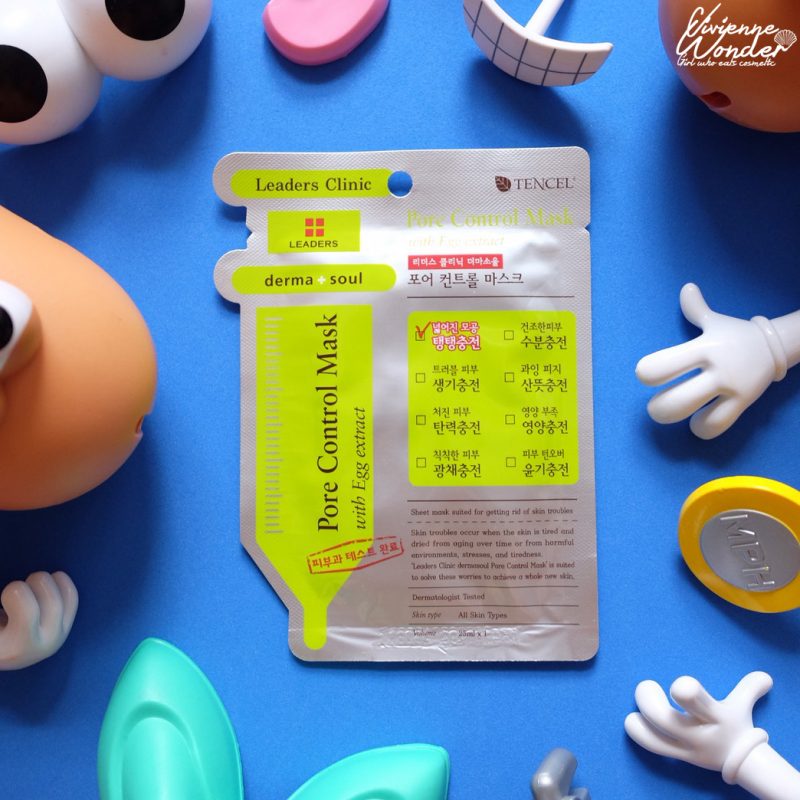 Vivienne
Wonder
Girl who eats cosmetic
Leaders Clinic
TENCEL
LEADERS
derma + soul
Pore Control Mask
with Egg extract
피부과 테스트 완료
Pore Control Mask
with Egg extract
리더스 클리닉 더마소울
포어 컨트롤 마스크
넓어진 모공
탱탱충전
건조한피부
수분충전
트러블 피부
생기충전
과잉 피지
산뜻충전
처진 피부
탄력충전
영양 부족
영양충전
칙칙한 피부
광채충전
피부 턴오버
윤기충전
Sheet mask suited for getting rid of skin troubles
Skin troubles occur when the skin is tired and
dried from aging over time or from harmful
environments, stresses, and tiredness.
'Leaders Clinic dermasoul Pore Control Mask' is suited
to solve these worries to achieve a whole new skin.
Dermatologist Tested
Skin type All Skin Types
Volume 25ml x 1
MPH